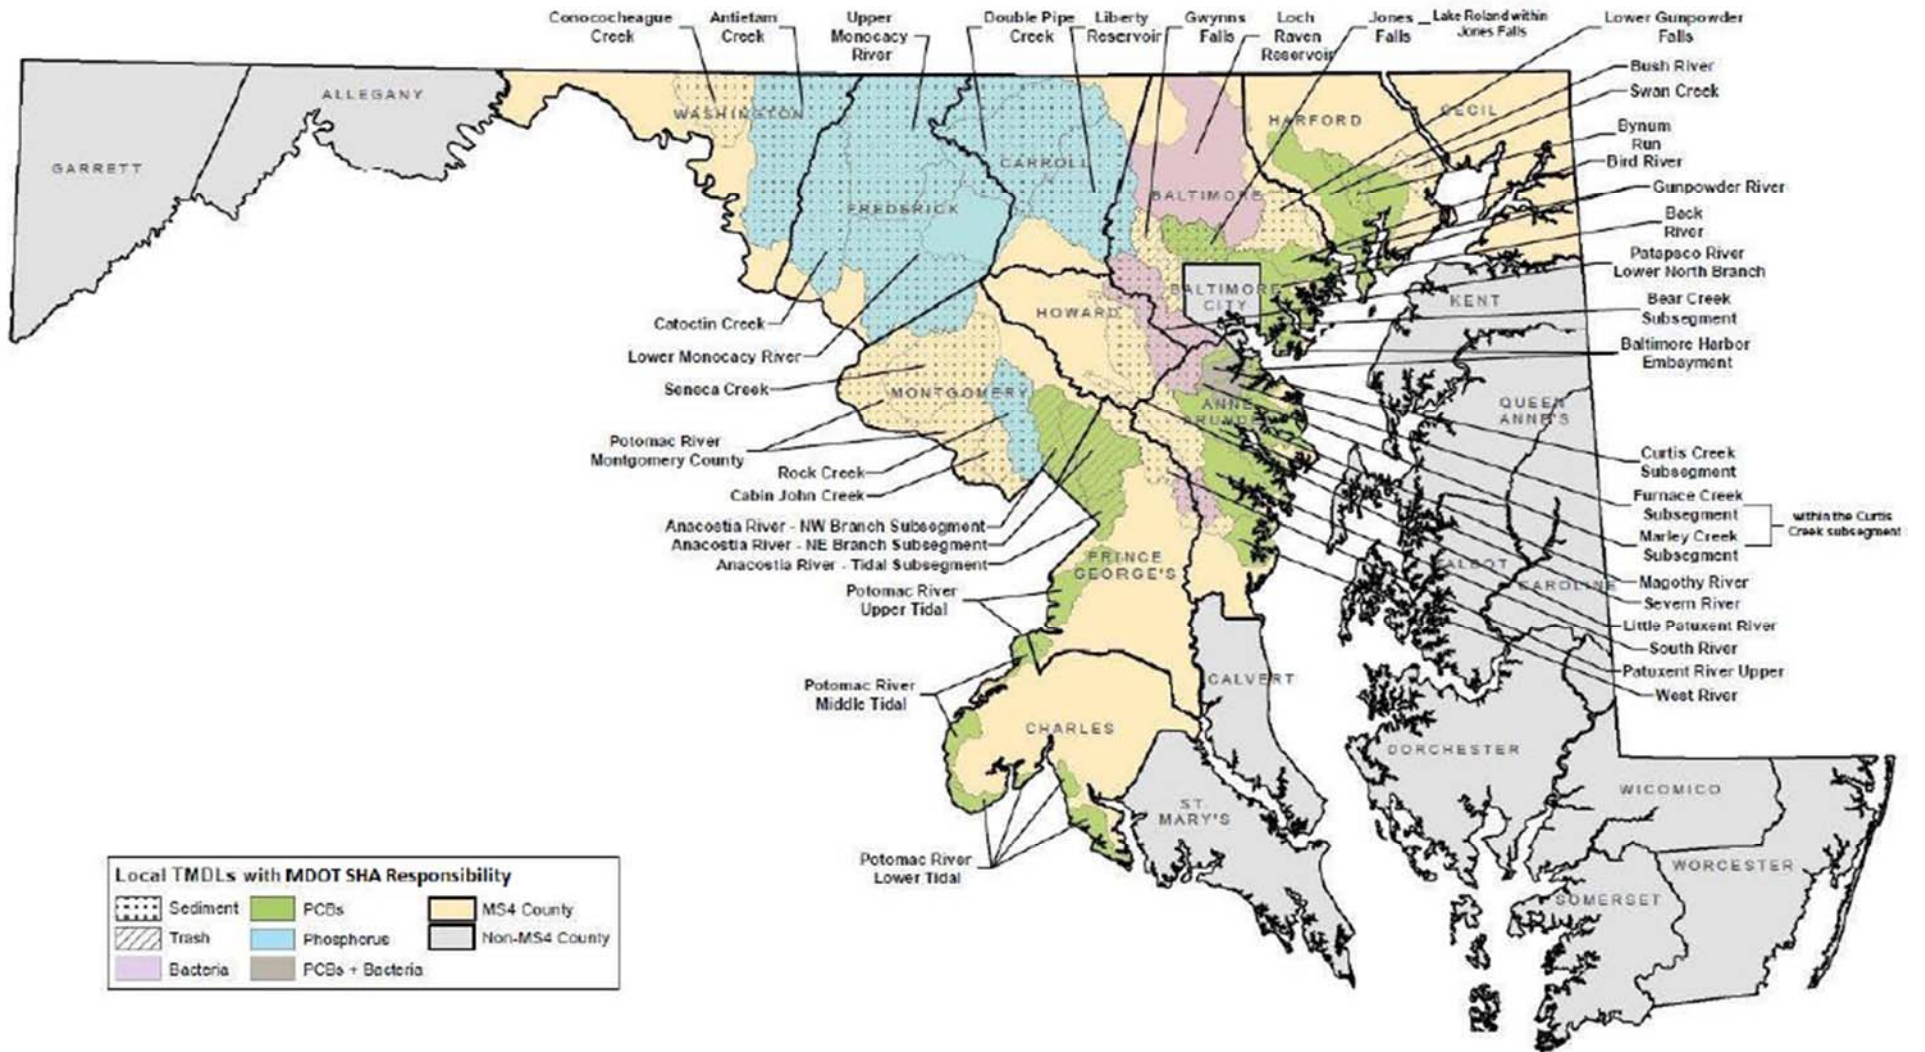 Conococheague
Creek
Antietam
Creek
Upper
Monocacy
River
Double Pipe
Creek
Liberty
Reservoir
Gwynns
Falls
Loch
Raven
Reservoir
Jones
Falls
Lake Roland within
Jones Falls
Lower Gunpowder
Falls
Bush River
Swan Creek
Bynum
Run
Bird River
Gunpowder River
Back
River
Patapsco River
Lower North Branch
Bear Creek
Subsegment
Baltimore Harbor
Embayment
Curtis Creek
Subsegment
Furnace Creek
Subsegment
Marley Creek
Subsegment
within the Curtis
Creek subsegment
Magothy River
Severn River
Little Patuxent River
South River
Patuxent River Upper
West River
GARRETT
ALLEGANY
WASHINGTON
FREDERICK
CARROLL
BALTIMORE
HARFORD
CECIL
BALTIMORE
CITY
HOWARD
MONTGOMERY
ANNE
ARUNDEL
KENT
QUEEN
ANNE'S
TALBOT
CAROLINE
PRINCE
GEORGE'S
CALVERT
CHARLES
ST.
MARY'S
DORCHESTER
WICOMICO
WORCESTER
SOMERSET
Catoctin Creek
Lower Monocacy River
Seneca Creek
Potomac River
Montgomery County
Rock Creek
Cabin John Creek
Anacostia River - NW Branch Subsegment
Anacostia River - NE Branch Subsegment
Anacostia River - Tidal Subsegment
Potomac River
Upper Tidal
Potomac River
Middle Tidal
Potomac River
Lower Tidal
Local TMDLs with MDOT SHA Responsibility
Sediment
PCBs
MS4 County
Trash
Phosphorus
Non-MS4 County
Bacteria
PCBs + Bacteria